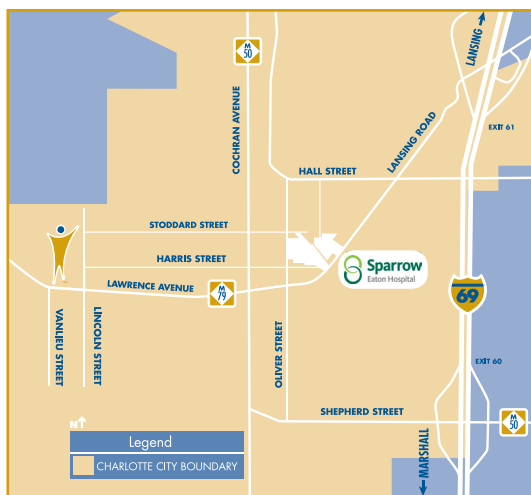 LANSING
M
50
COCHRAN AVENUE
LANSING ROAD
EXIT 61
HALL STREET
STODDARD STREET
HARRIS STREET
Sparrow
Eaton Hospital
LAWRENCE AVENUE
M
79
69
VANLIEU STREET
LINCOLN STREET
OLIVER STREET
EXIT 60
SHEPHERD STREET
M
50
N
Legend
CHARLOTTE CITY BOUNDARY
MARSHALL